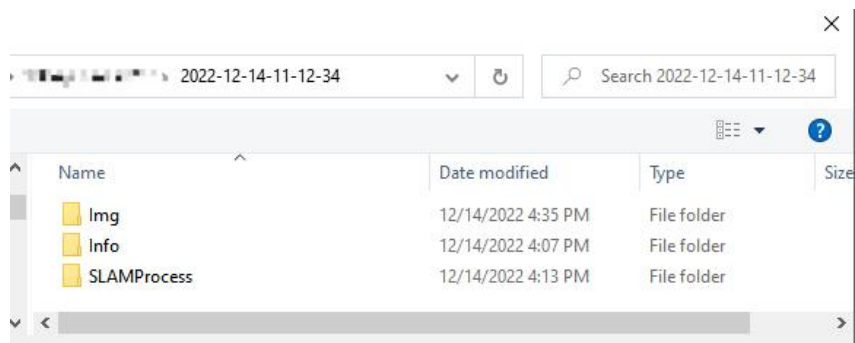 2022-12-14-11-12-34 Search 2022-12-14-11-12-34
?
Name Date modified Type Size
Img 12/14/2022 4:35 PM File folder
Info 12/14/2022 4:07 PM File folder
SLAMProcess 12/14/2022 4:13 PM File folder